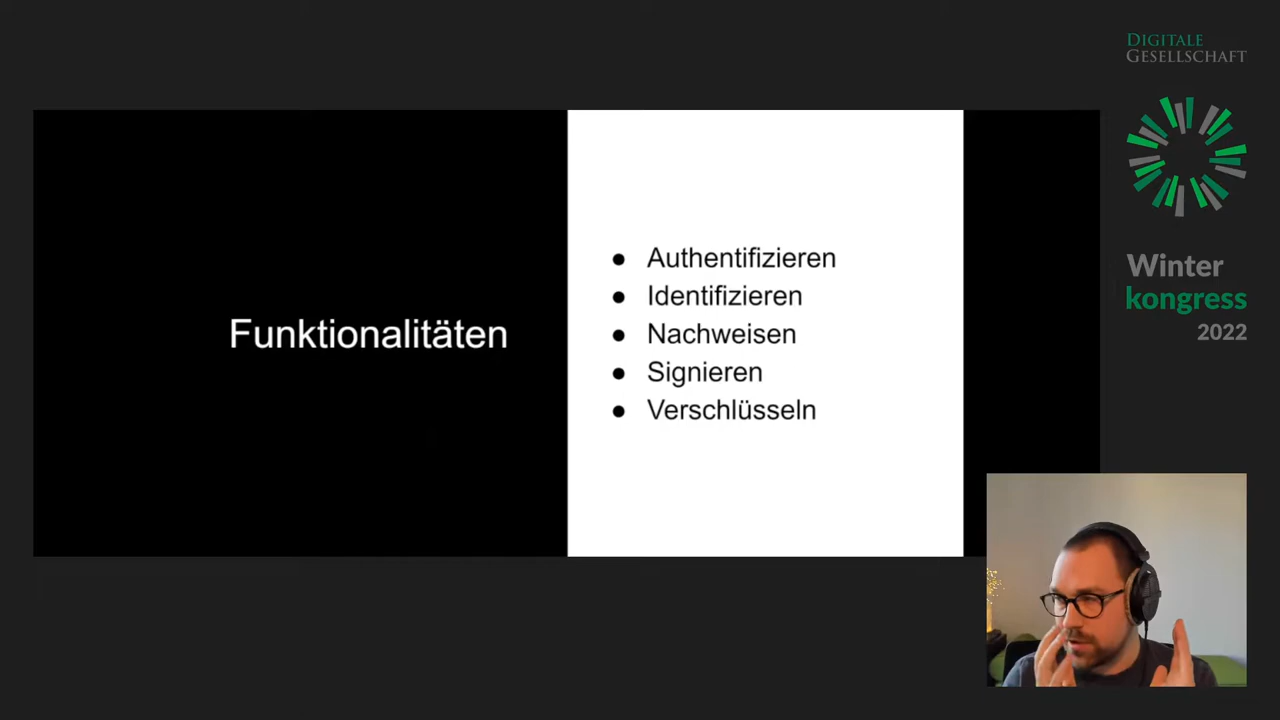 DIGITALE
GESELLSCHAFT
Winter
kongress
2022
Funktionalitäten
● Authentifizieren
● Identifizieren
● Nachweisen
● Signieren
● Verschlüsseln